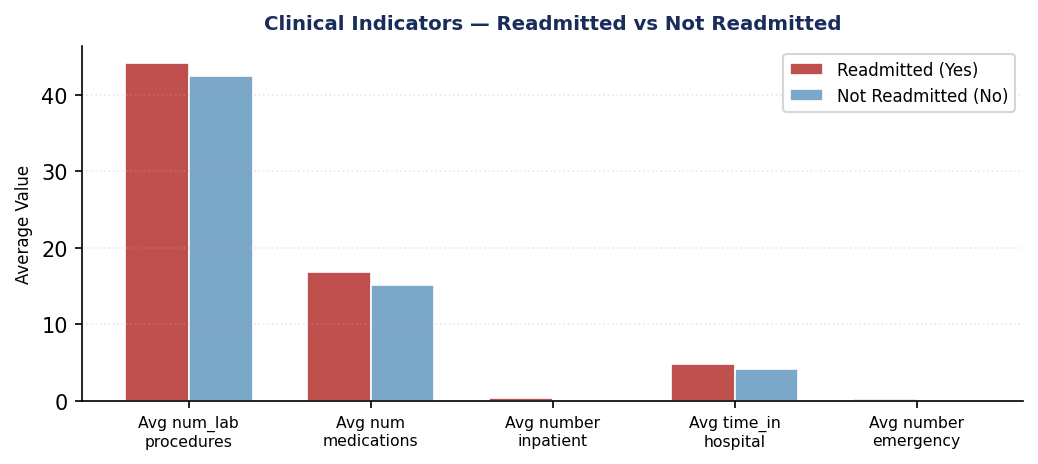 Clinical Indicators — Readmitted vs Not Readmitted
Readmitted (Yes)
Not Readmitted (No)
Average Value
40
30
20
10
0
Avg num_lab
procedures
Avg num
medications
Avg number
inpatient
Avg time_in
hospital
Avg number
emergency